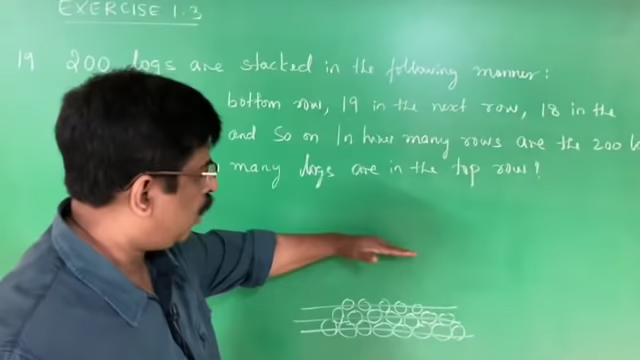 EXERCISE 1.3
19 200 logs are stacked in the following manner:
bottom row, 19 in the next row, 18 in the
and so on In how many rows are the 200
many logs are in the top row?